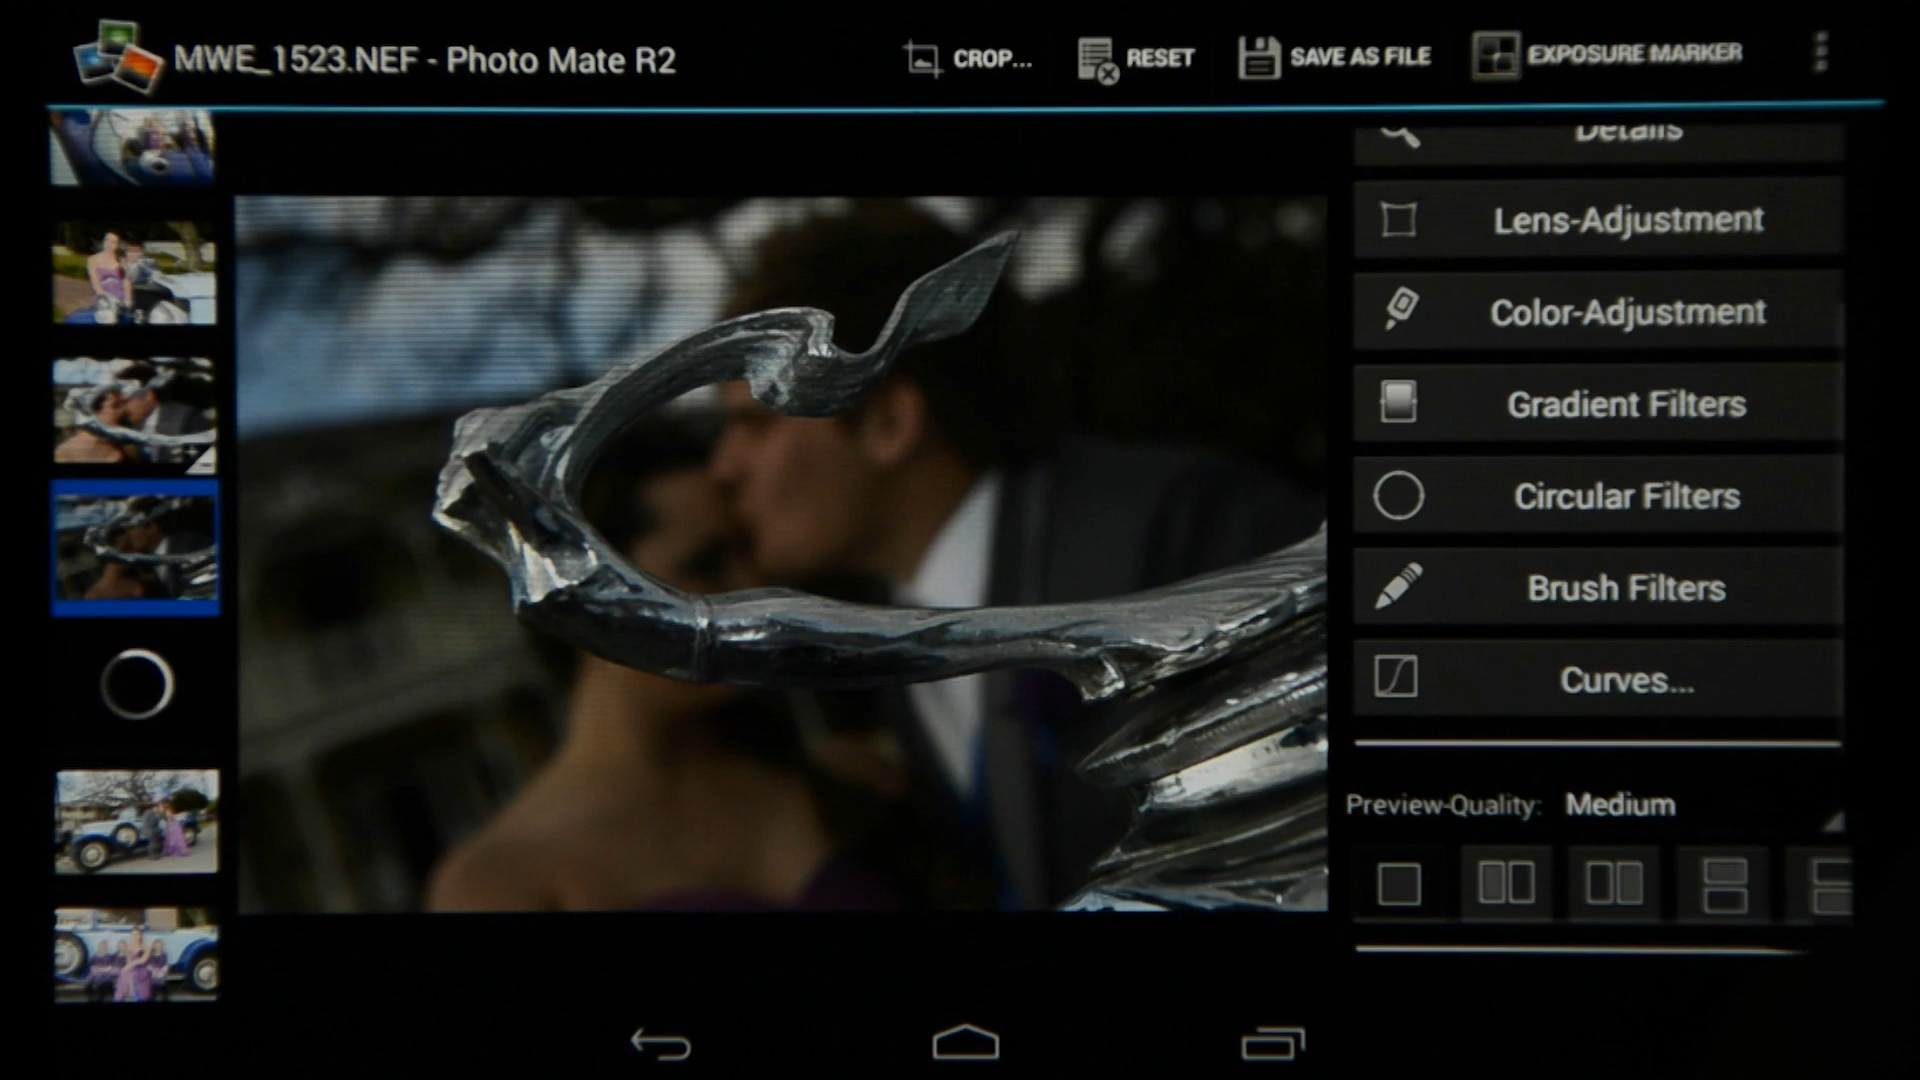 MWE_1523.NEF - Photo Mate R2
CROP...
RESET
SAVE AS FILE
EXPOSURE MARKER
Details
Lens-Adjustment
Color-Adjustment
Gradient Filters
Circular Filters
Brush Filters
Curves...
Preview-Quality: Medium